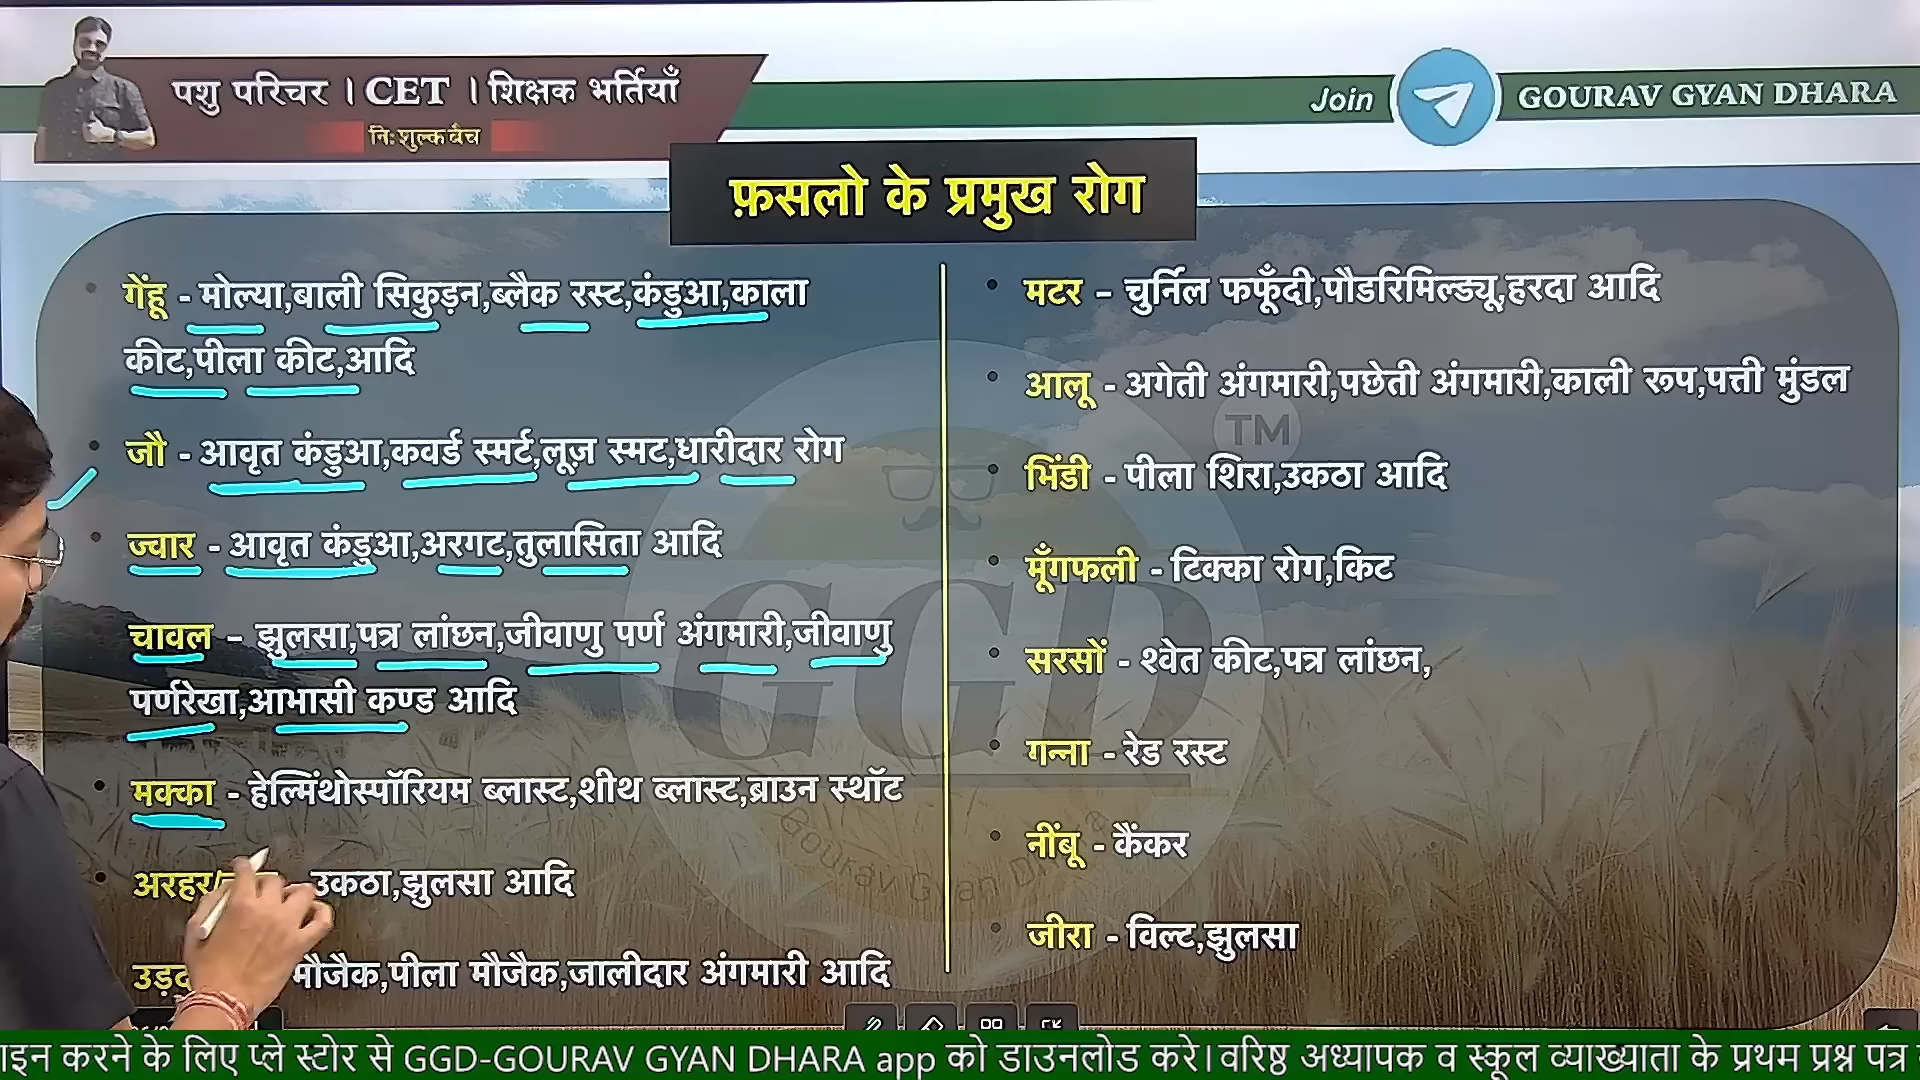 पशु परिचर । CET । शिक्षक भर्तियाँ
निःशुल्क बैच
Join GOURAV GYAN DHARA
फ़सलो के प्रमुख रोग
गेंहू - मोल्या,बाली सिकुड़न,ब्लैक रस्ट,कंडुआ,काला
कीट,पीला कीट,आदि
जौ - आवृत कंडुआ,कवर्ड स्मर्ट,लूज़ स्मट,धारीदार रोग
ज्वार - आवृत कंडुआ,अरगट,तुलासिता आदि
चावल - झुलसा,पत्र लांछन,जीवाणु पर्ण अंगमारी,जीवाणु
पर्णरेखा,आभासी कण्ड आदि
मक्का - हेल्मिंथोस्पॉरियम ब्लास्ट,शीथ ब्लास्ट,ब्राउन स्थॉट
अरहर उकठा,झुलसा आदि
उड़द मौजैक,पीला मौजैक,जालीदार अंगमारी आदि
मटर - चुर्निल फफूँदी,पौडरिमिल्ड्यू,हरदा आदि
आलू - अगेती अंगमारी,पछेती अंगमारी,काली रूप,पत्ती मुंडल
भिंडी - पीला शिरा,उकठा आदि
मूँगफली - टिक्का रोग,किट
सरसों - श्वेत कीट,पत्र लांछन,
गन्ना - रेड रस्ट
नींबू - कैंकर
जीरा - विल्ट,झुलसा
TM
GGD
Gourav Gyan
ाइन करने के लिए प्ले स्टोर से GGD-GOURAV GYAN DHARA app को डाउनलोड करे।वरिष्ठ अध्यापक व स्कूल व्याख्याता के प्रथम प्रश्न पत्र